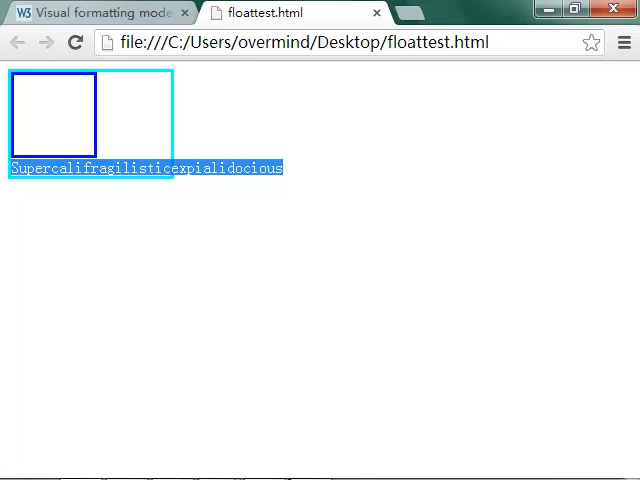 Visual formatting mode
floattest.html
file:///C:/Users/overmind/Desktop/floattest.html
Supercalifragilisticexpialidocious